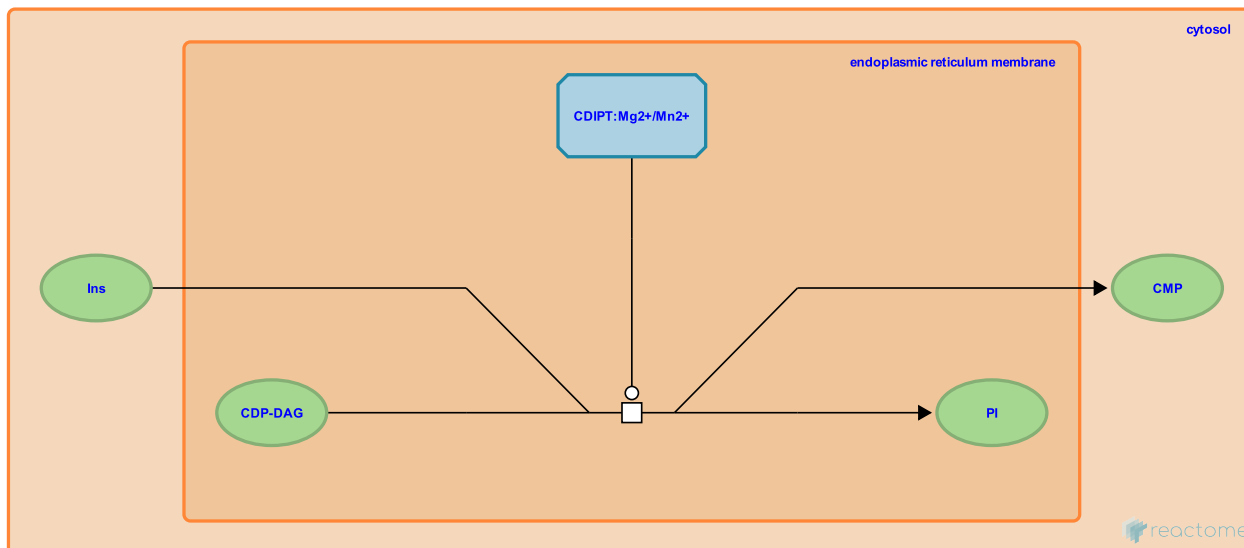 cytosol
endoplasmic reticulum membrane
CDIPT:Mg2+/Mn2+
Ins
CMP
CDP-DAG
PI
reactome